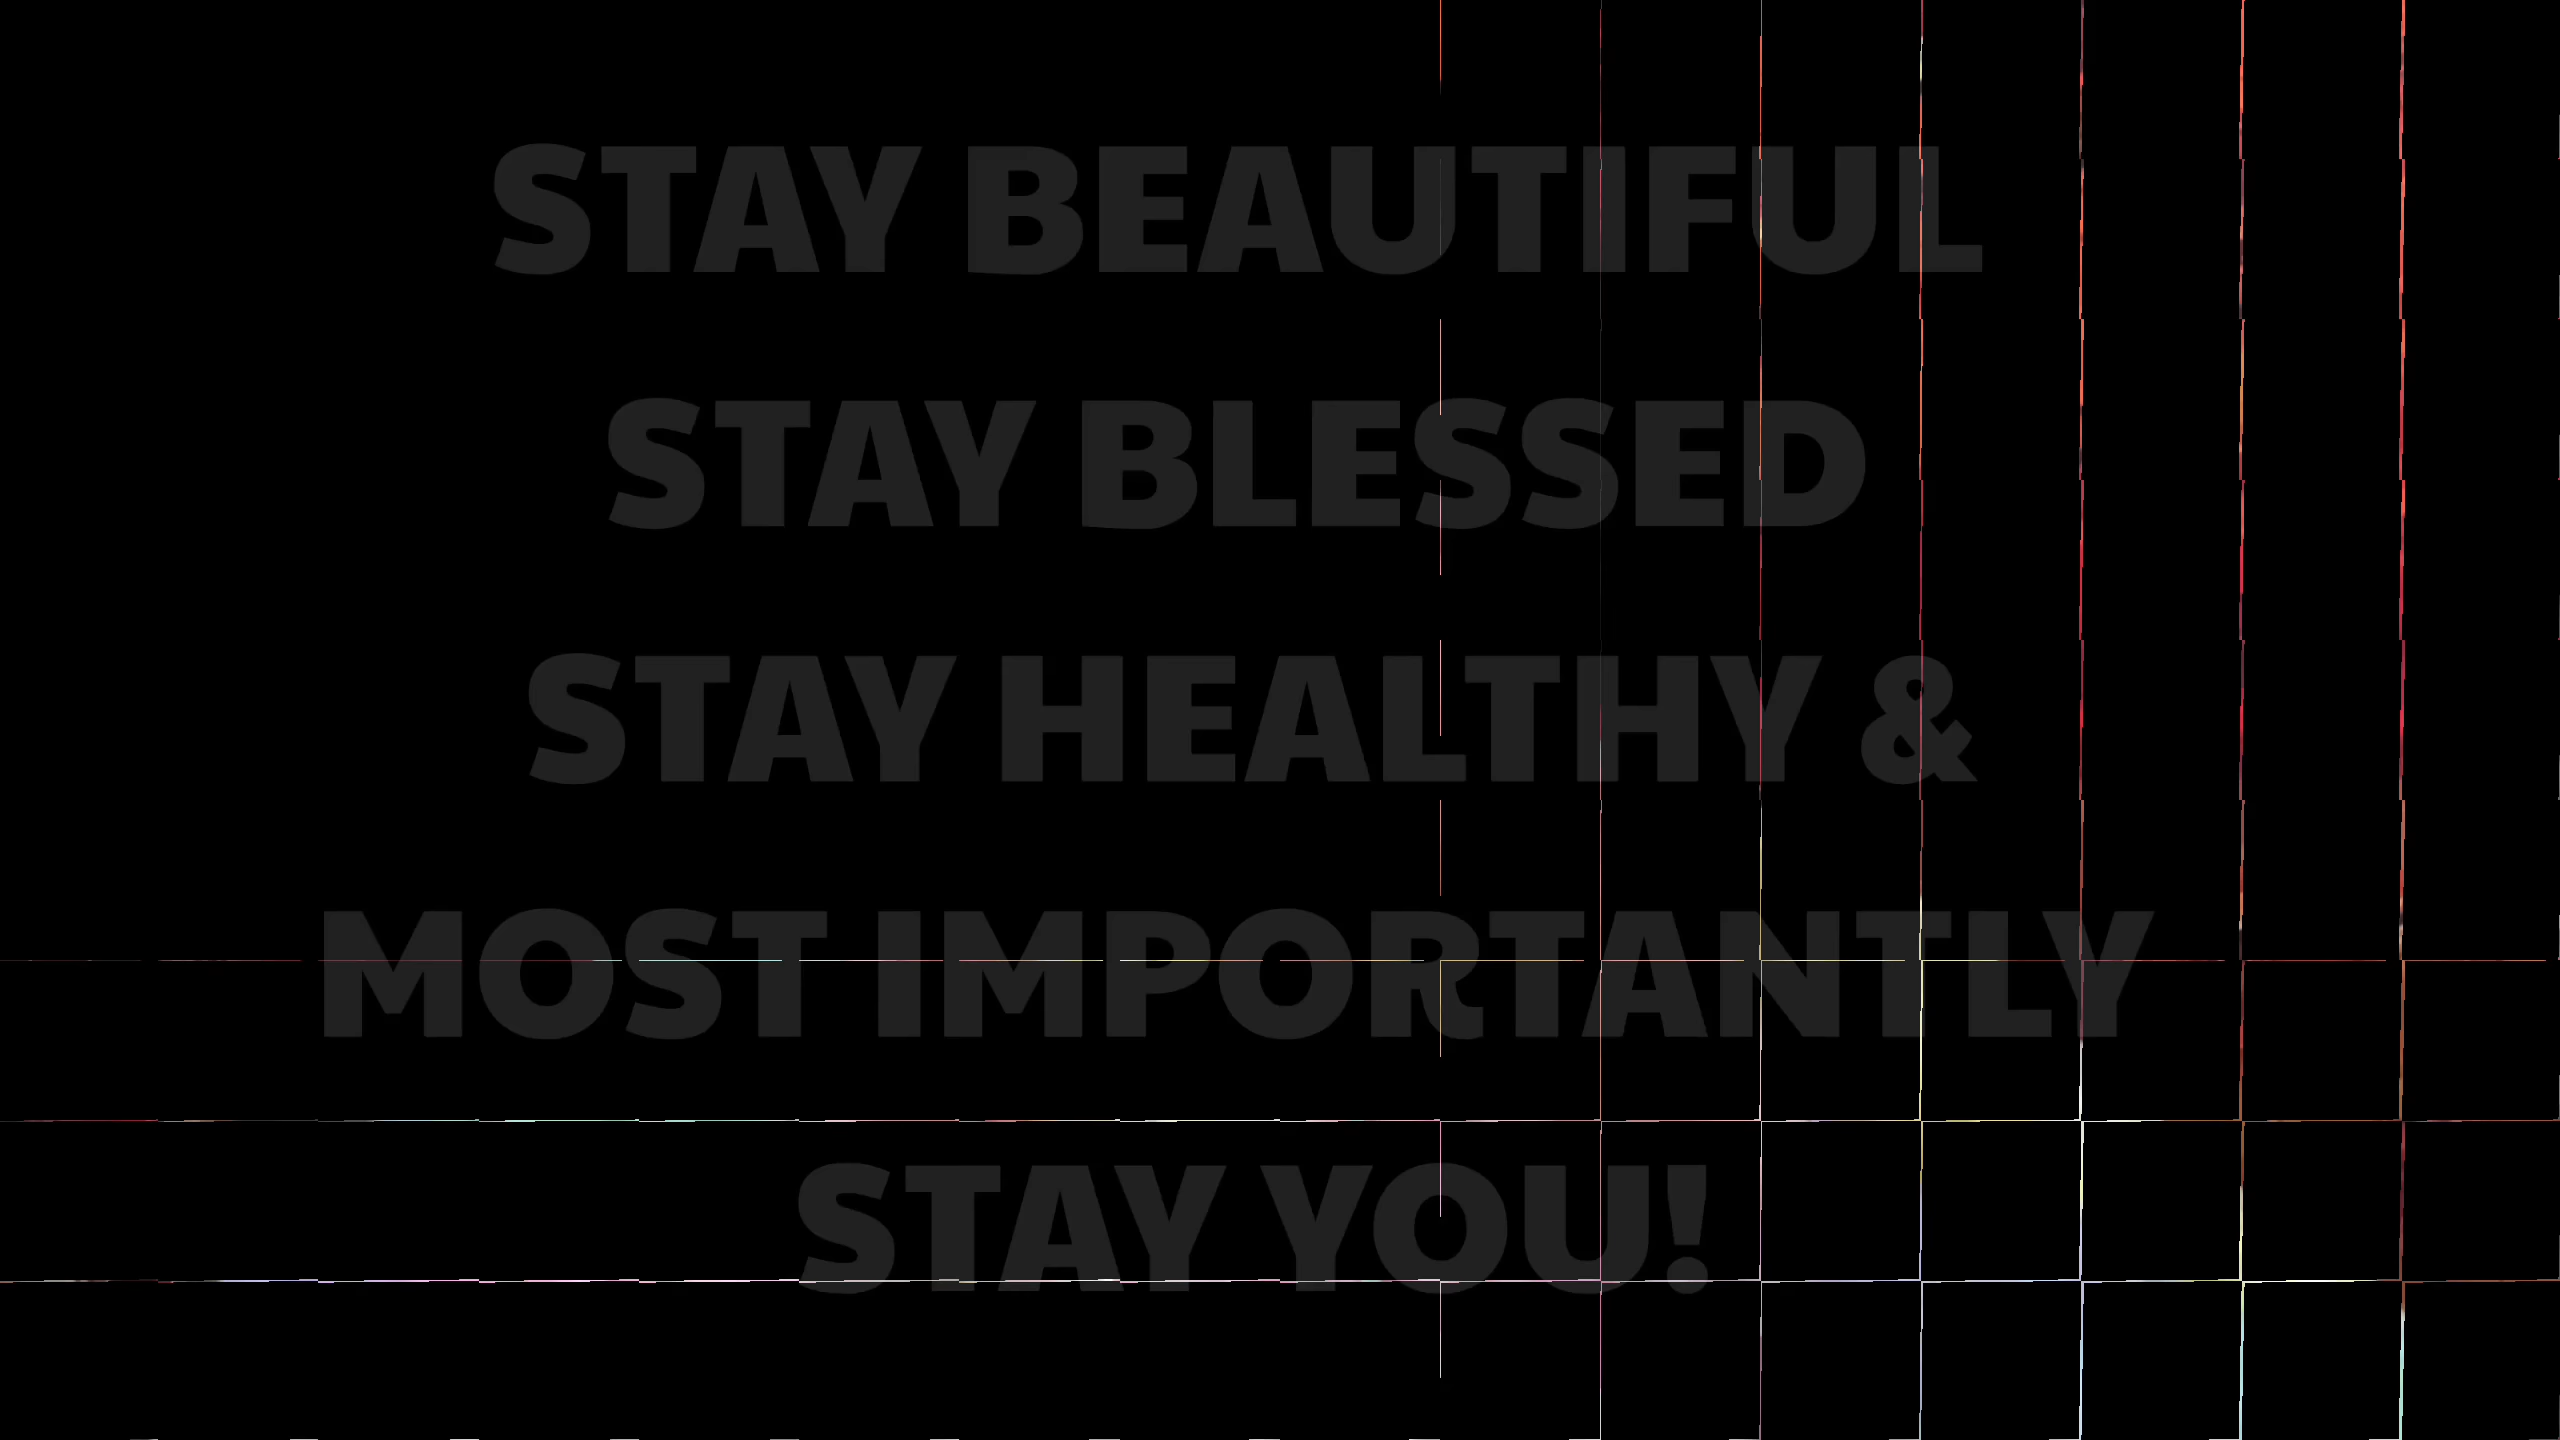 STAY BEAUTIFUL
STAY BLESSED
STAY HEALTHY &
MOST IMPORTANTLY
STAY YOU!